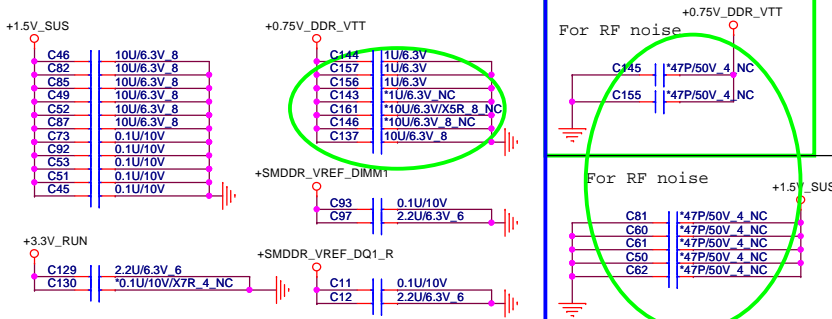 +1.5V_SUS
C46 10U/6.3V_8
C82 10U/6.3V_8
C85 10U/6.3V_8
C49 10U/6.3V_8
C52 10U/6.3V_8
C87 10U/6.3V_8
C73 0.1U/10V
C92 0.1U/10V
C53 0.1U/10V
C51 0.1U/10V
C45 0.1U/10V
+3.3V_RUN
C129 2.2U/6.3V_6
C130 *0.1U/10V/X7R_4_NC
+0.75V_DDR_VTT
C144 1U/6.3V
C157 1U/6.3V
C156 1U/6.3V
C143 *1U/6.3V_NC
C161 *10U/6.3V/X5R_8_NC
C146 *10U/6.3V_8_NC
C137 10U/6.3V_8
+SMDDR_VREF_DIMM1
C93 0.1U/10V
C97 2.2U/6.3V_6
+SMDDR_VREF_DQ1_R
C11 0.1U/10V
C12 2.2U/6.3V_6
+0.75V_DDR_VTT
For RF noise
C145 *47P/50V_4_NC
C155 *47P/50V_4_NC
For RF noise
+1.5V_SUS
C81 *47P/50V_4_NC
C60 *47P/50V_4_NC
C61 *47P/50V_4_NC
C50 *47P/50V_4_NC
C62 *47P/50V_4_NC